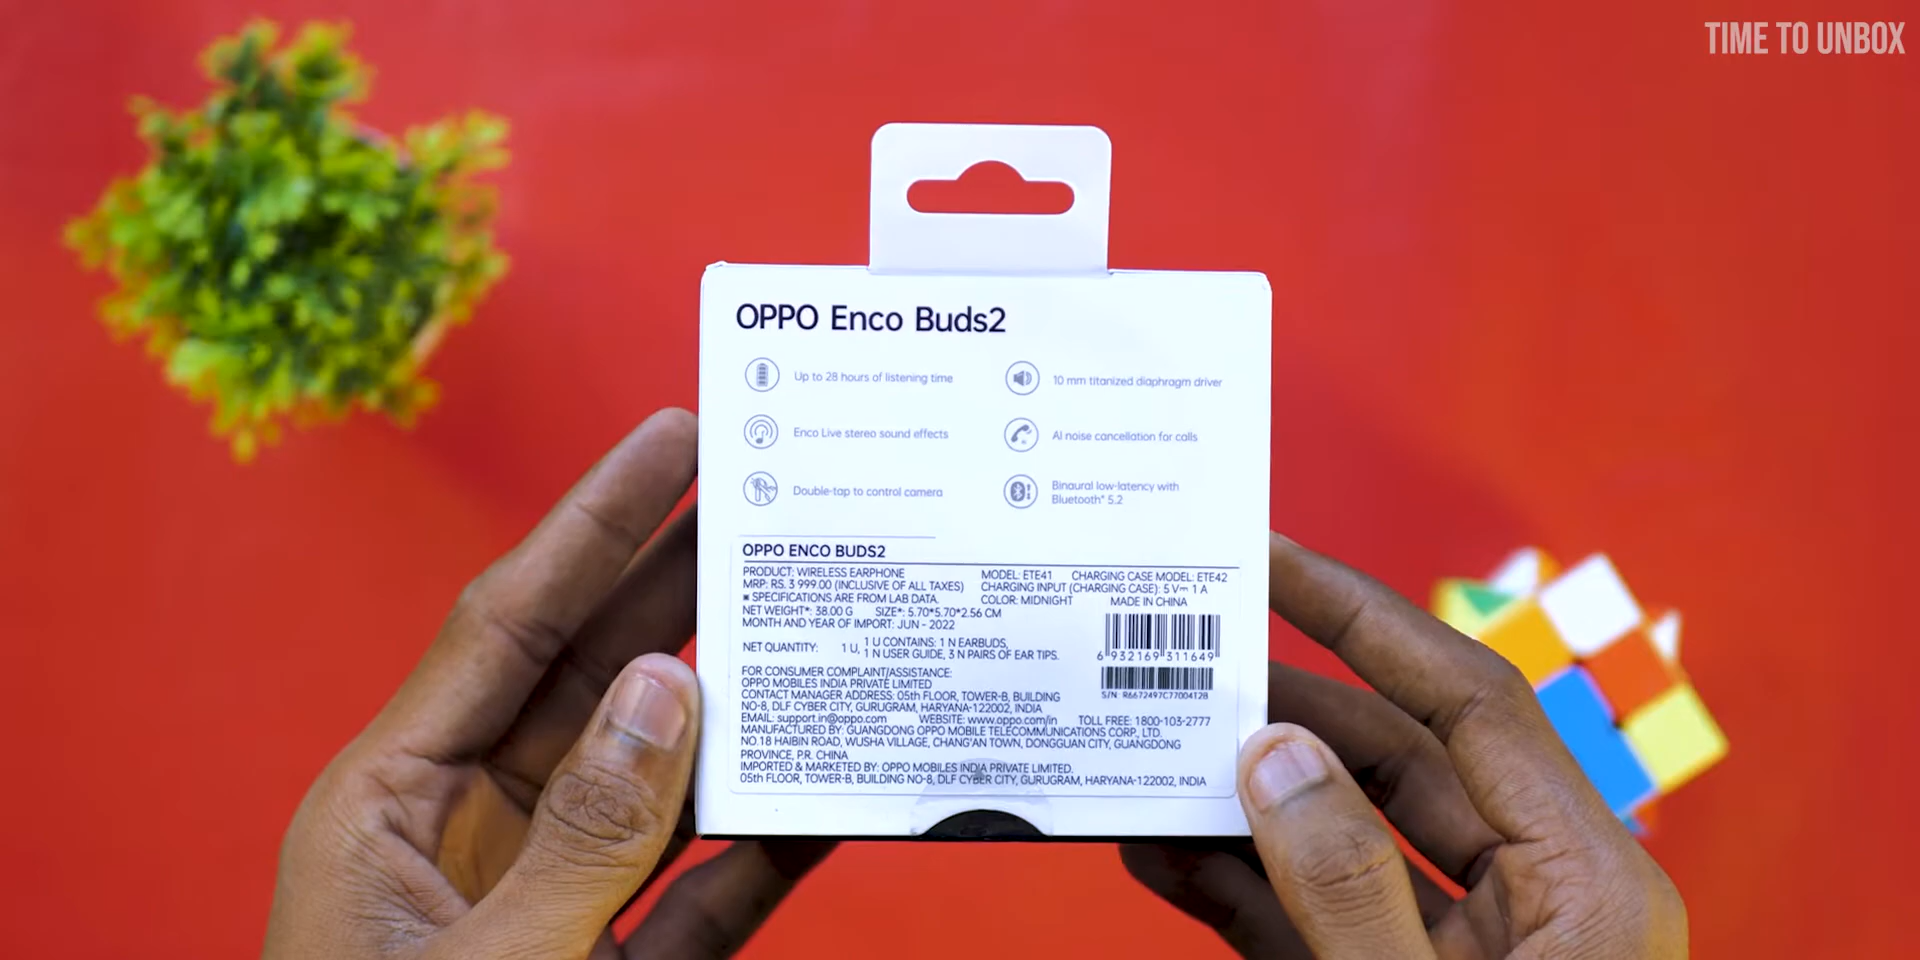 TIME TO UNBOX
OPPO Enco Buds2
Up to 28 hours of listening time
10 mm titanized diaphragm driver
Enco Live stereo sound effects
AI noise cancellation for calls
Double-tap to control camera
Binaural low-latency with
Bluetooth® 5.2
OPPO ENCO BUDS2
PRODUCT: WIRELESS EARPHONE
MRP: RS. 3 999.00 (INCLUSIVE OF ALL TAXES)
※ SPECIFICATIONS ARE FROM LAB DATA.
NET WEIGHT*: 38.00 G SIZE*: 5.70*5.70*2.56 CM
MONTH AND YEAR OF IMPORT: JUN - 2022
MODEL: ETE41 CHARGING CASE MODEL: ETE42
CHARGING INPUT (CHARGING CASE): 5 V⎓ 1 A
COLOR: MIDNIGHT MADE IN CHINA
NET QUANTITY: 1 U, 1 U CONTAINS: 1 N EARBUDS,
1 N USER GUIDE, 3 N PAIRS OF EAR TIPS.
6 932169 311649
S/N R6672497C7700412B
FOR CONSUMER COMPLAINT/ASSISTANCE:
OPPO MOBILES INDIA PRIVATE LIMITED
CONTACT MANAGER ADDRESS: 05th FLOOR, TOWER-B, BUILDING
NO-8, DLF CYBER CITY, GURUGRAM, HARYANA-122002, INDIA
EMAIL: support.in@oppo.com WEBSITE: www.oppo.com/in TOLL FREE: 1800-103-2777
MANUFACTURED BY: GUANGDONG OPPO MOBILE TELECOMMUNICATIONS CORP., LTD.
NO.18 HAIBIN ROAD, WUSHA VILLAGE, CHANG'AN TOWN, DONGGUAN CITY, GUANGDONG
PROVINCE, P.R. CHINA
IMPORTED & MARKETED BY: OPPO MOBILES INDIA PRIVATE LIMITED.
05th FLOOR, TOWER-B, BUILDING NO-8, DLF CYBER CITY, GURUGRAM, HARYANA-122002, INDIA